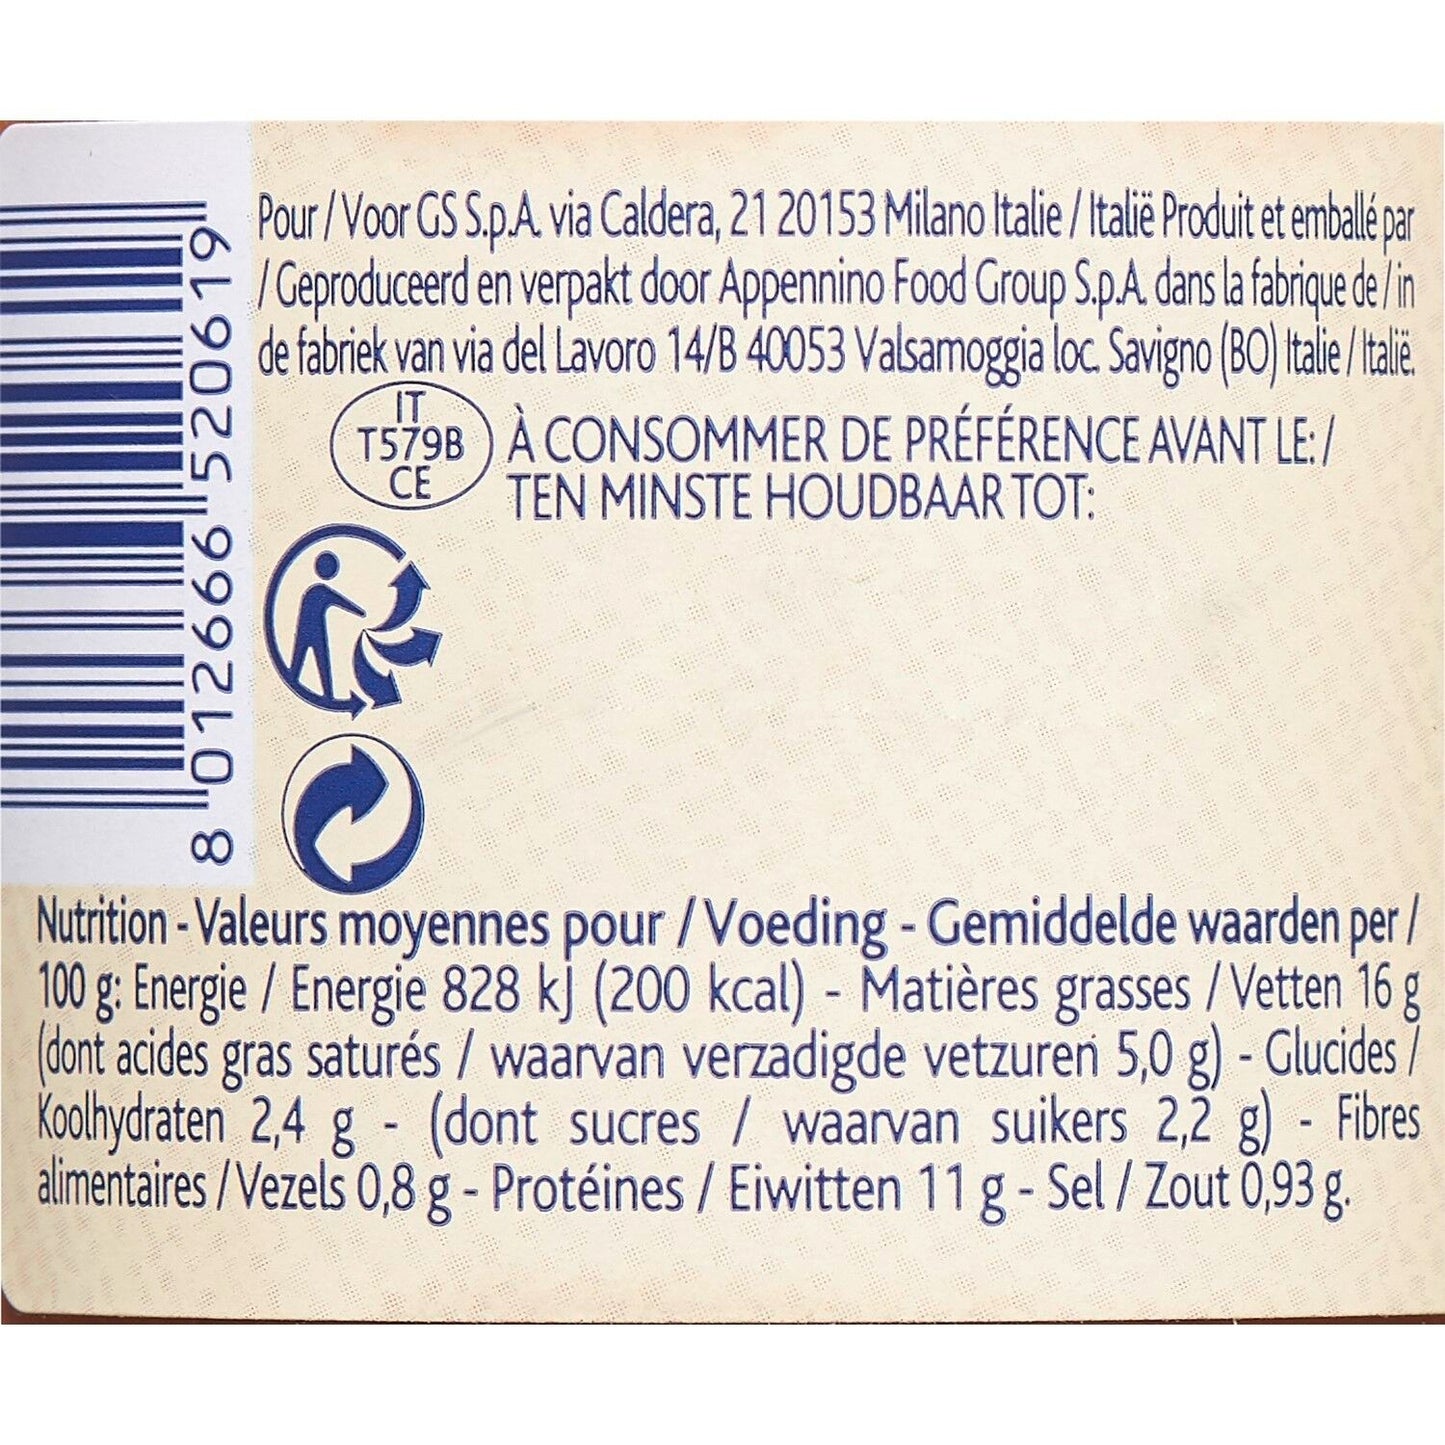 Pour / Voor GS S.p.A. via Caldera, 21 20153 Milano Italie / Italië Produit et emballé par
/ Geproduceerd en verpakt door Appennino Food Group S.p.A. dans la fabrique de / in
de fabriek van via del Lavoro 14/B 40053 Valsamoggia loc. Savigno (BO) Italie / Italië.
IT
T579B
CE
À CONSOMMER DE PRÉFÉRENCE AVANT LE: /
TEN MINSTE HOUDBAAR TOT:
8 012666 520619
Nutrition - Valeurs moyennes pour / Voeding - Gemiddelde waarden per /
100 g: Energie / Energie 828 kJ (200 kcal) - Matières grasses / Vetten 16 g
(dont acides gras saturés / waarvan verzadigde vetzuren 5,0 g) - Glucides /
Koolhydraten 2,4 g - (dont sucres / waarvan suikers 2,2 g) - Fibres
alimentaires / Vezels 0,8 g - Protéines / Eiwitten 11 g - Sel / Zout 0,93 g.